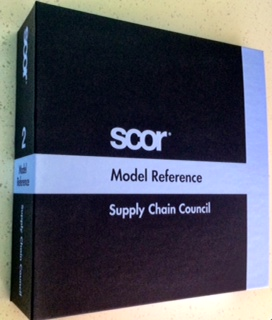 scor
2
Model
Reference
Supply Chain Council
scor®
Model Reference
Supply Chain Council